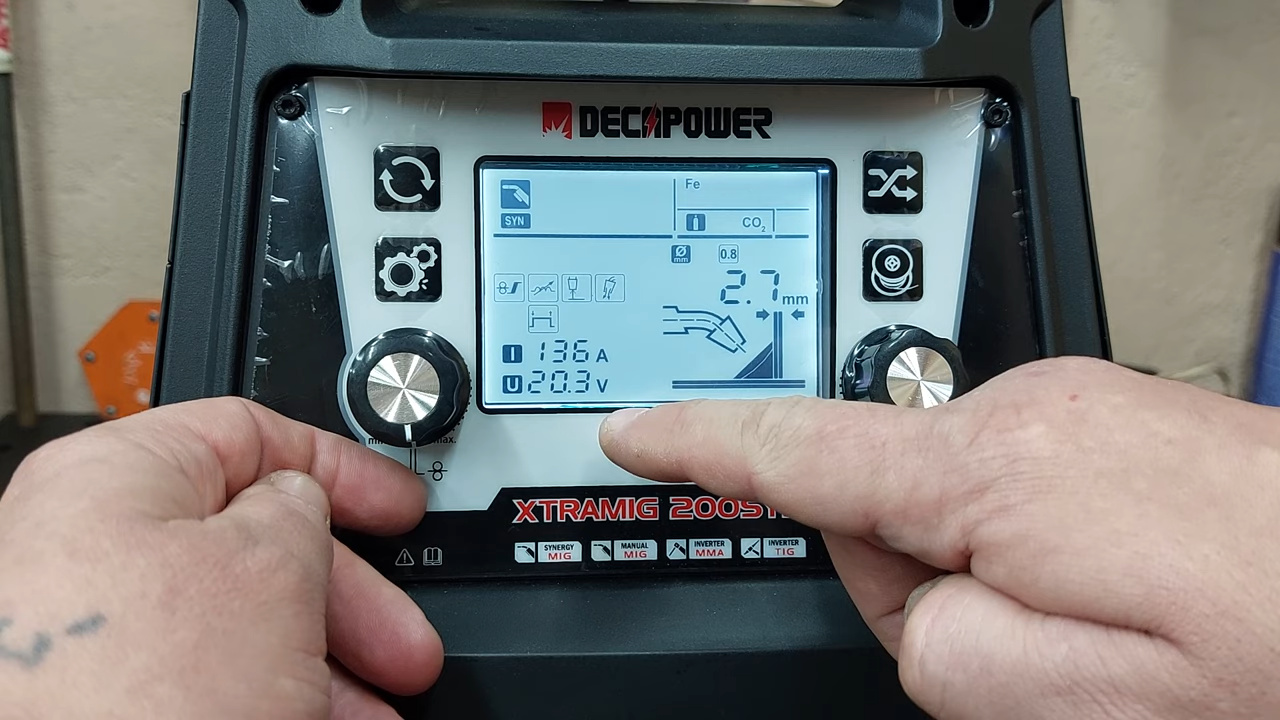 DECAPOWER
SYN
Fe
CO2
Ø mm
0.8
2.7 mm
I 136 A
U 20.3 V
max.
XTRAMIG 200SY
SYNERGY MIG
MANUAL MIG
INVERTER MMA
INVERTER TIG